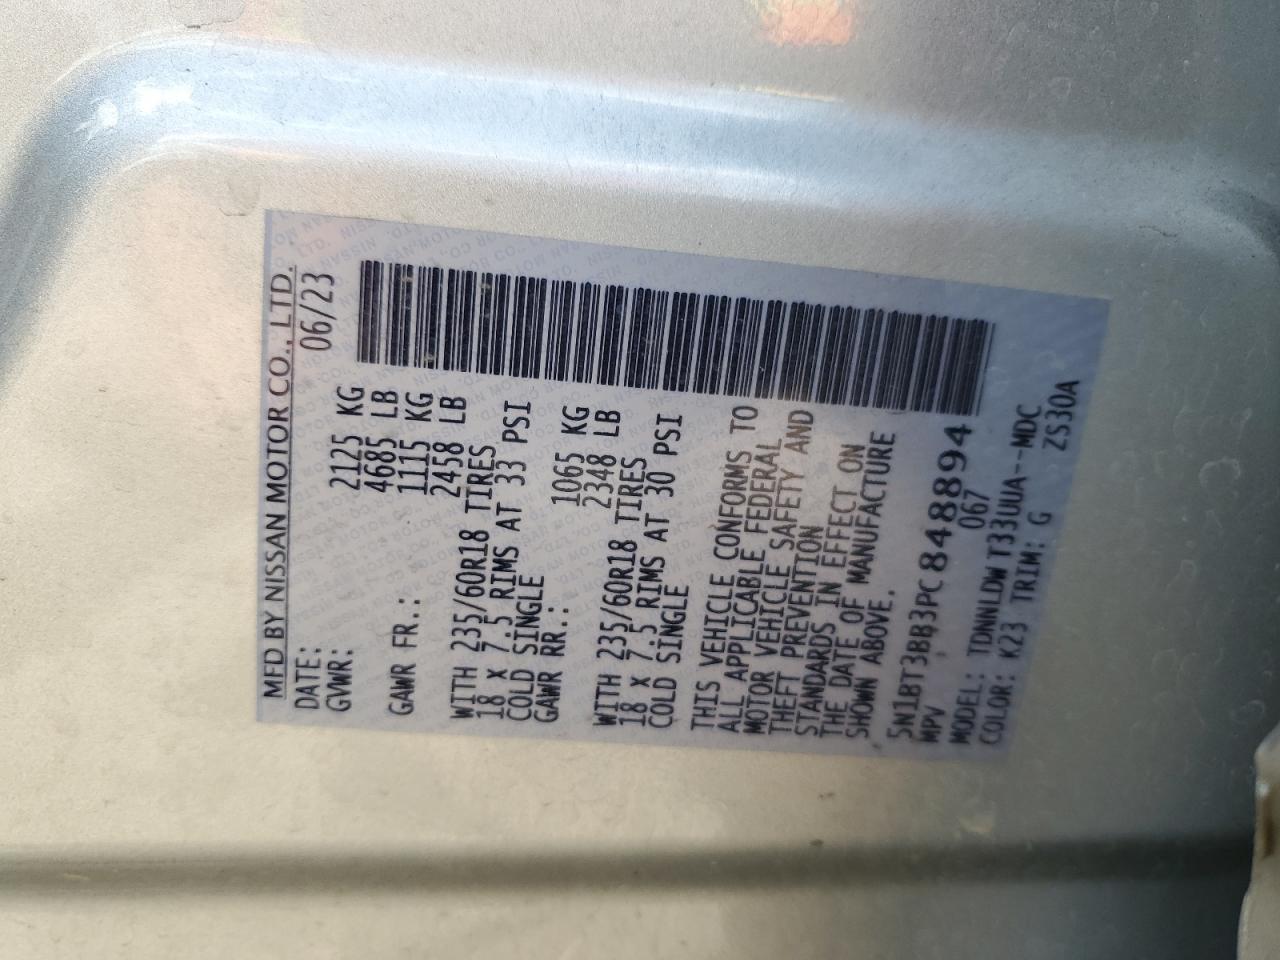 MFD BY NISSAN MOTOR CO., LTD.
DATE: 06/23
GVWR: 2125 KG
4685 LB
GAWR FR.: 1115 KG
2458 LB
WITH 235/60R18 TIRES
18 X 7.5 RIMS AT 33 PSI
COLD SINGLE
GAWR RR.: 1065 KG
2348 LB
WITH 235/60R18 TIRES
18 X 7.5 RIMS AT 30 PSI
COLD SINGLE
THIS VEHICLE CONFORMS TO
ALL APPLICABLE FEDERAL
MOTOR VEHICLE SAFETY AND
THEFT PREVENTION
STANDARDS IN EFFECT ON
THE DATE OF MANUFACTURE
SHOWN ABOVE.
5N1BT3BB3PC848894
MPV 067
MODEL: TDNNLDW T33UUA--MDC
COLOR: K23 TRIM: G ZS30A